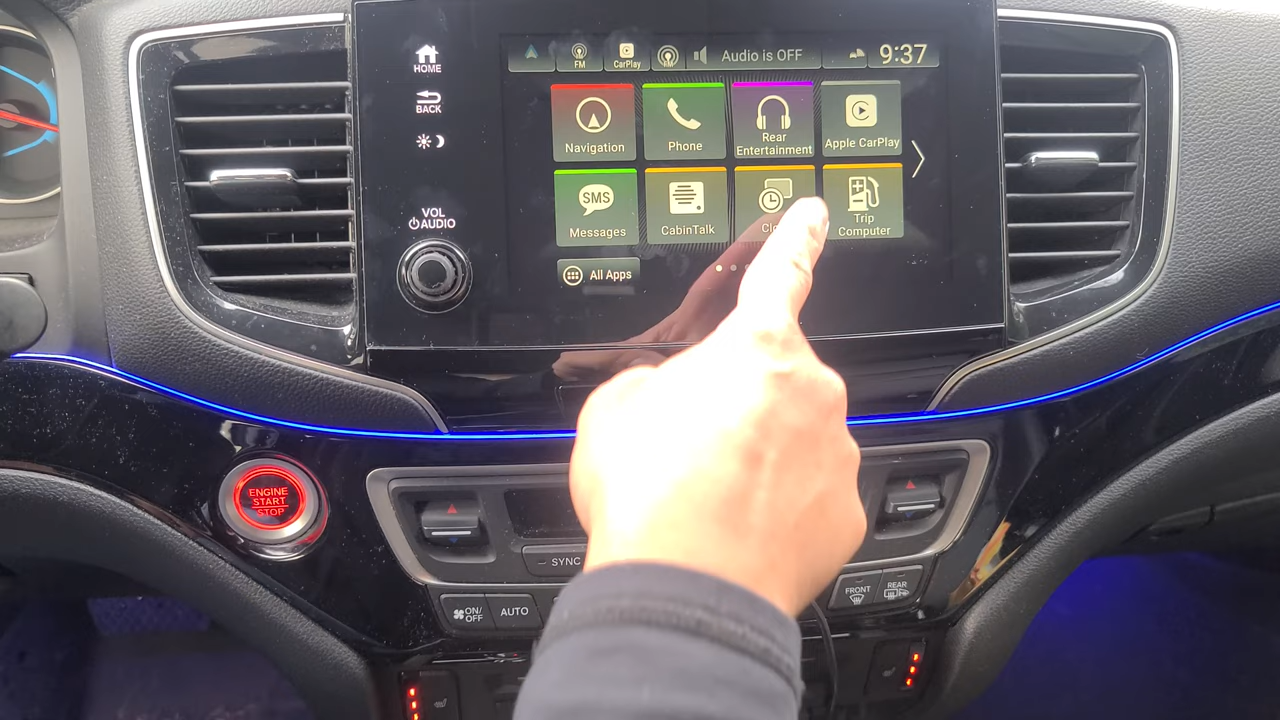 HOME
BACK
VOL
AUDIO
FM
CarPlay
Audio is OFF
9:37
Navigation
Phone
Rear
Entertainment
Apple CarPlay
SMS
Messages
CabinTalk
Trip
Computer
All Apps
ENGINE
START
STOP
SYNC
ON/
OFF
AUTO
FRONT
REAR